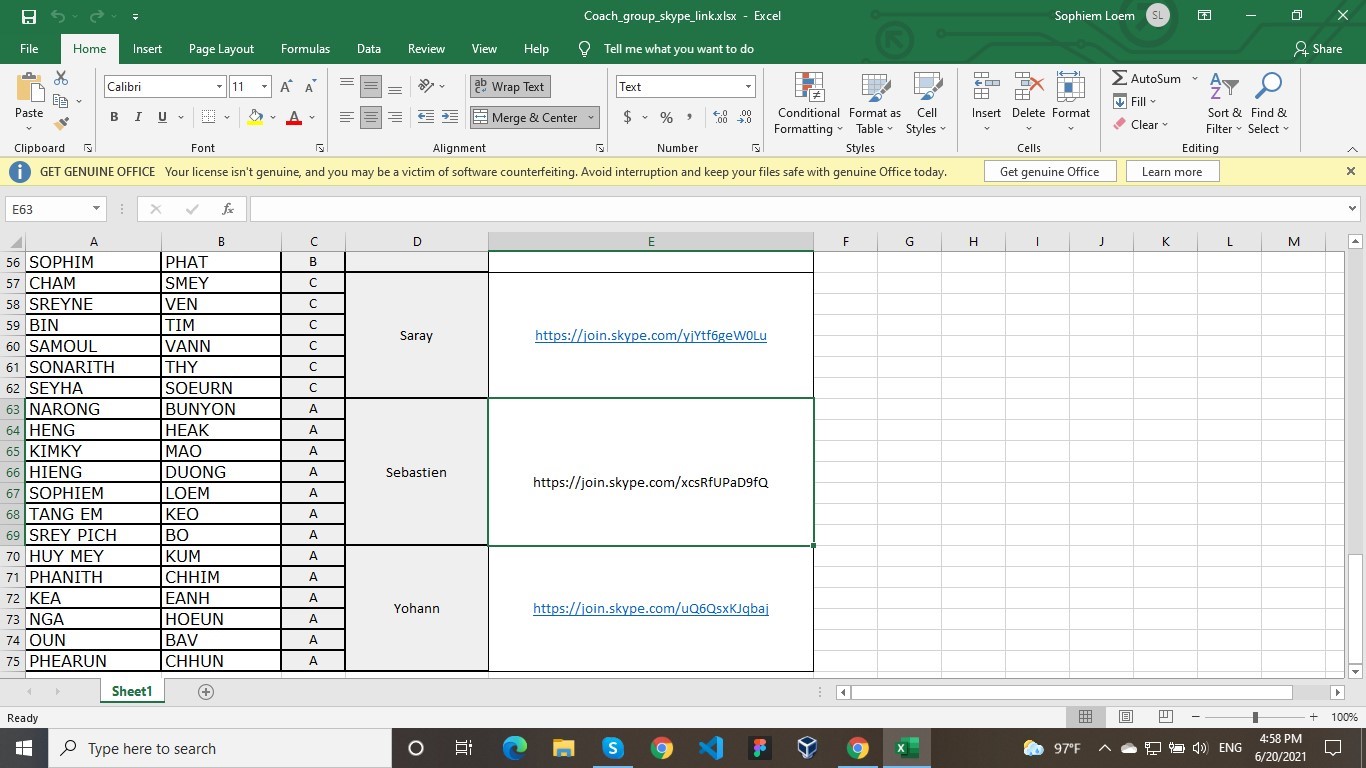 Coach_group_skype_link.xlsx - Excel
Sophiem Loem SL
File Home Insert Page Layout Formulas Data Review View Help Tell me what you want to do Share
Paste
Calibri 11
B I U
ab Wrap Text
Merge & Center
Text
$ % ,
Conditional Formatting
Format as Table
Cell Styles
Insert Delete Format
AutoSum
Fill
Clear
Sort & Filter
Find & Select
Clipboard Font Alignment Number Styles Cells Editing
GET GENUINE OFFICE Your license isn't genuine, and you may be a victim of software counterfeiting. Avoid interruption and keep your files safe with genuine Office today. Get genuine Office Learn more
E63 fx
A B C D E F G H I J K L M
56 SOPHIM PHAT B
57 CHAM SMEY C
58 SREYNE VEN C
59 BIN TIM C
Saray https://join.skype.com/yjYtf6geW0Lu
60 SAMOUL VANN C
61 SONARITH THY C
62 SEYHA SOEURN C
63 NARONG BUNYON A
64 HENG HEAK A
65 KIMKY MAO A
66 HIENG DUONG A Sebastien
https://join.skype.com/xcsRfUPaD9fQ
67 SOPHIEM LOEM A
68 TANG EM KEO A
69 SREY PICH BO A
70 HUY MEY KUM A
71 PHANITH CHHIM A
72 KEA EANH A
Yohann https://join.skype.com/uQ6QsxKJqbaj
73 NGA HOEUN A
74 OUN BAV A
75 PHEARUN CHHUN A
Sheet1
Ready 100%
Type here to search 97°F ENG 4:58 PM
6/20/2021